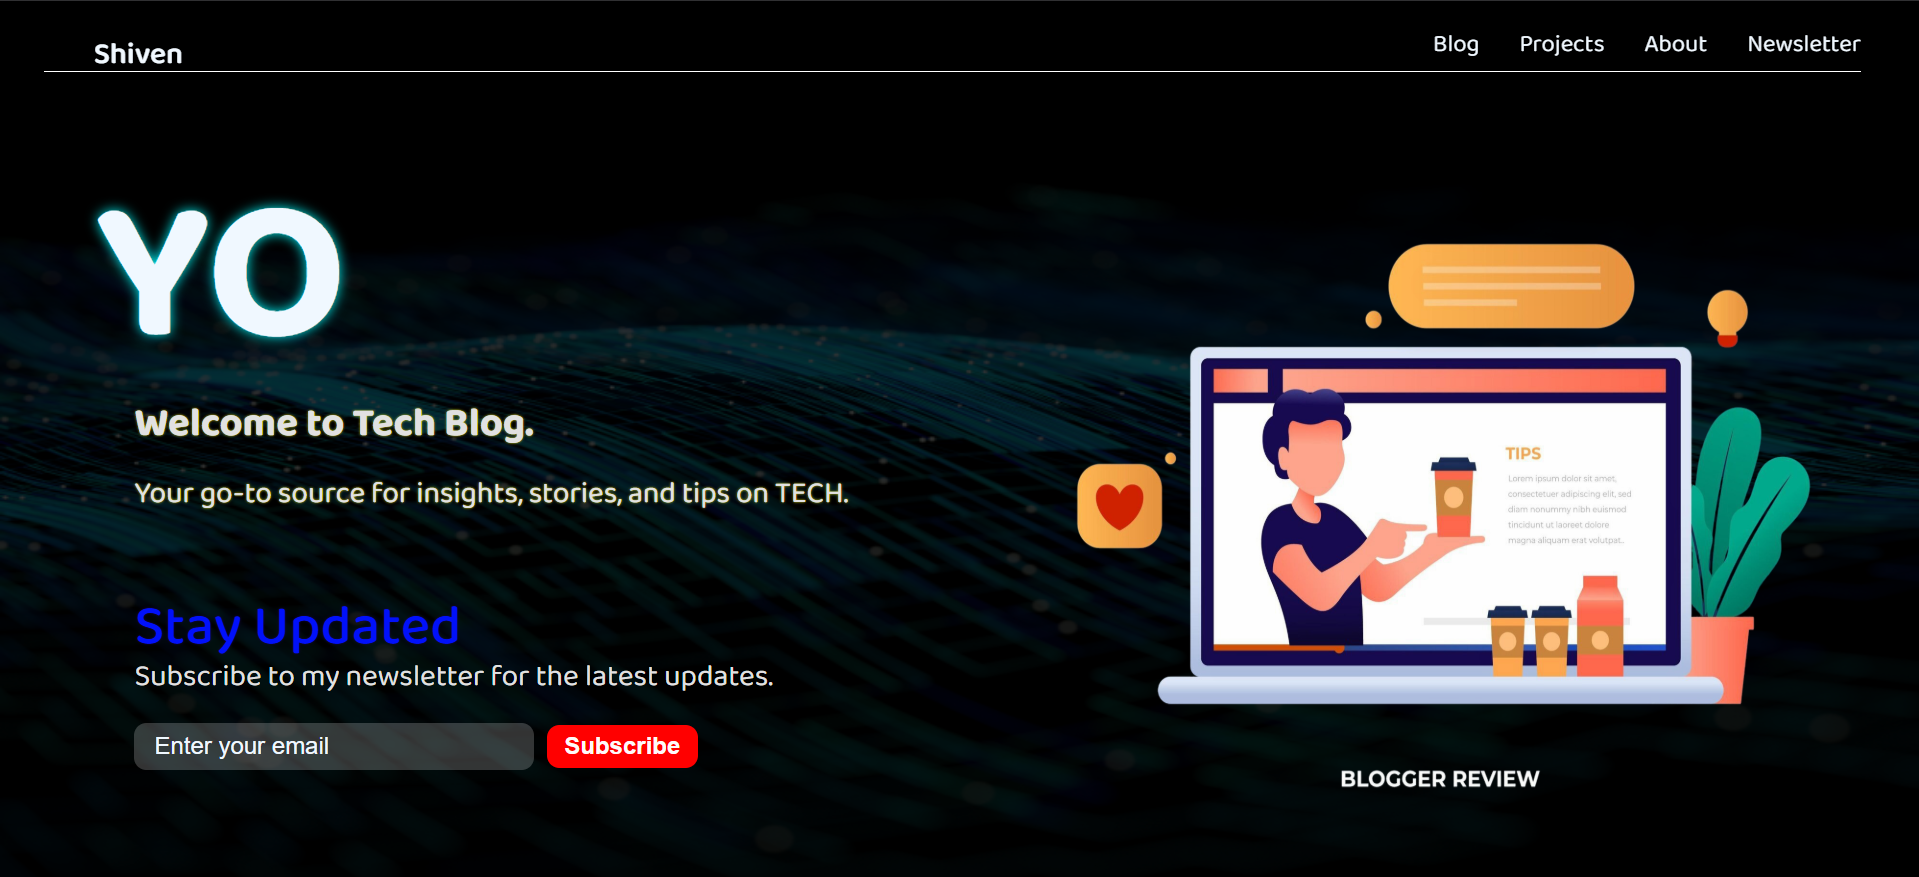 Shiven
Blog Projects About Newsletter
YO
Welcome to Tech Blog.
Your go-to source for insights, stories, and tips on TECH.
Stay Updated
Subscribe to my newsletter for the latest updates.
Enter your email
Subscribe
TIPS
Lorem ipsum dolor sit amet,
consectetuer adipiscing elit, sed
diam nonummy nibh euismod
tincidunt ut laoreet dolore
magna aliquam erat volutpat..
BLOGGER REVIEW